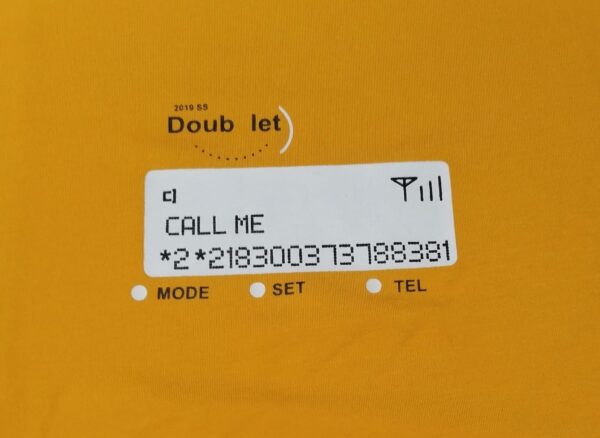 2019 SS
Doub let
CALL ME
*2*218300373788381
MODE SET TEL